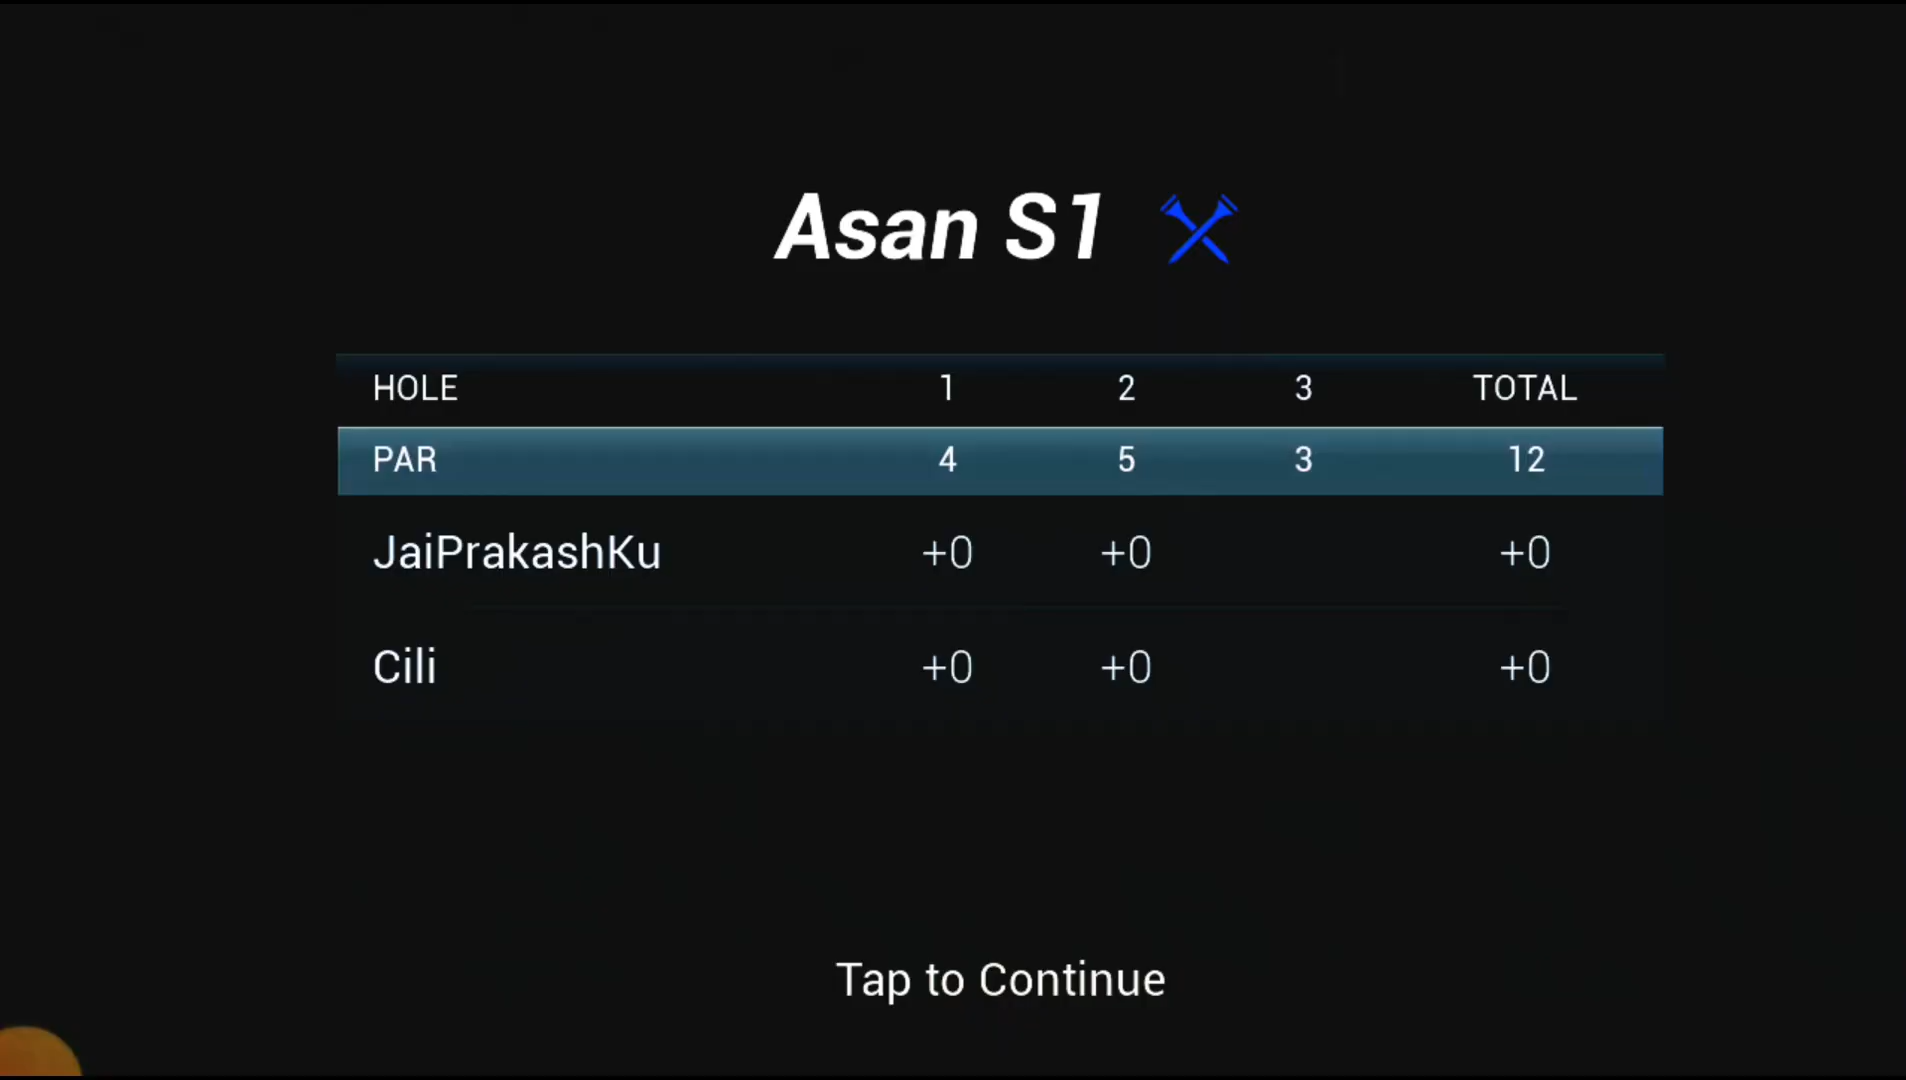 Asan S1
HOLE 1 2 3 TOTAL
PAR 4 5 3 12
JaiPrakashKu +0 +0 +0
Cili +0 +0 +0
Tap to Continue